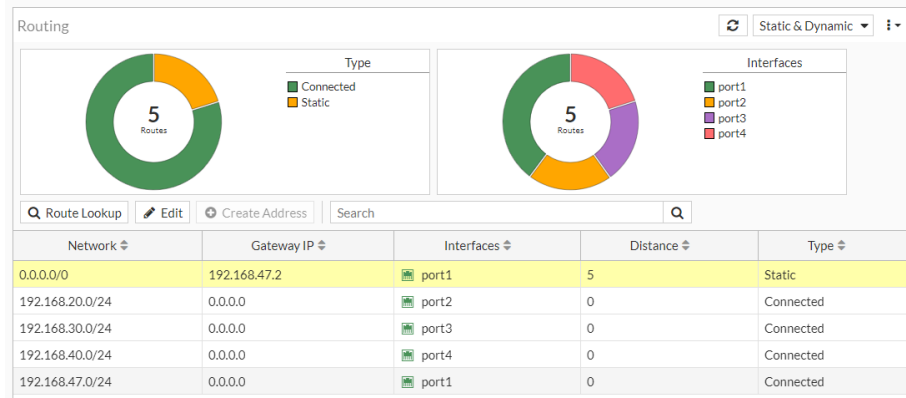 Routing
Static & Dynamic
Type
Connected
Static
5
Routes
Interfaces
port1
port2
port3
port4
5
Routes
Route Lookup Edit Create Address Search
Network Gateway IP Interfaces Distance Type
0.0.0.0/0 192.168.47.2 port1 5 Static
192.168.20.0/24 0.0.0.0 port2 0 Connected
192.168.30.0/24 0.0.0.0 port3 0 Connected
192.168.40.0/24 0.0.0.0 port4 0 Connected
192.168.47.0/24 0.0.0.0 port1 0 Connected